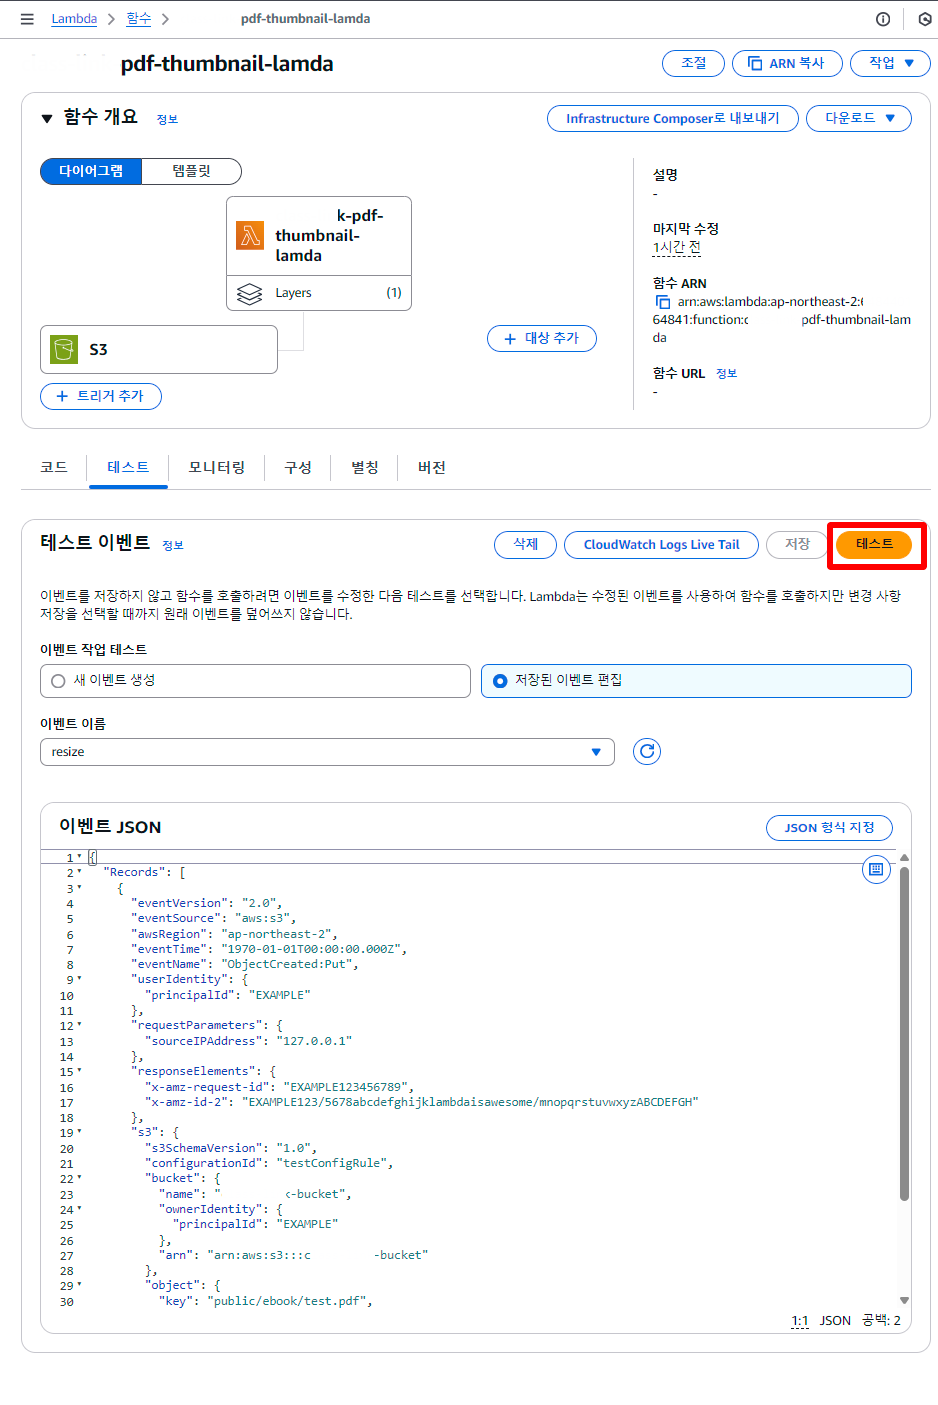 Lambda > 함수 > pdf-thumbnail-lamda
pdf-thumbnail-lamda
조절
ARN 복사
작업
함수 개요 정보
Infrastructure Composer로 내보내기
다운로드
다이어그램
템플릿
k-pdf-
thumbnail-
lamda
Layers (1)
S3
+ 트리거 추가
+ 대상 추가
설명
-
마지막 수정
1시간 전
함수 ARN
arn:aws:lambda:ap-northeast-2:6
64841:function:c pdf-thumbnail-lam
da
함수 URL 정보
-
코드
테스트
모니터링
구성
별칭
버전
테스트 이벤트 정보
삭제
CloudWatch Logs Live Tail
저장
테스트
이벤트를 저장하지 않고 함수를 호출하려면 이벤트를 수정한 다음 테스트를 선택합니다. Lambda는 수정된 이벤트를 사용하여 함수를 호출하지만 변경 사항
저장을 선택할 때까지 원래 이벤트를 덮어쓰지 않습니다.
이벤트 작업 테스트
새 이벤트 생성
저장된 이벤트 편집
이벤트 이름
resize
이벤트 JSON
JSON 형식 지정
1 {
2 "Records": [
3 {
4 "eventVersion": "2.0",
5 "eventSource": "aws:s3",
6 "awsRegion": "ap-northeast-2",
7 "eventTime": "1970-01-01T00:00:00.000Z",
8 "eventName": "ObjectCreated:Put",
9 "userIdentity": {
10 "principalId": "EXAMPLE"
11 },
12 "requestParameters": {
13 "sourceIPAddress": "127.0.0.1"
14 },
15 "responseElements": {
16 "x-amz-request-id": "EXAMPLE123456789",
17 "x-amz-id-2": "EXAMPLE123/5678abcdefghijklambdaisawesome/mnopqrstuvwxyzABCDEFGH"
18 },
19 "s3": {
20 "s3SchemaVersion": "1.0",
21 "configurationId": "testConfigRule",
22 "bucket": {
23 "name": " -bucket",
24 "ownerIdentity": {
25 "principalId": "EXAMPLE"
26 },
27 "arn": "arn:aws:s3:::c -bucket"
28 },
29 "object": {
30 "key": "public/ebook/test.pdf",
1:1 JSON 공백: 2